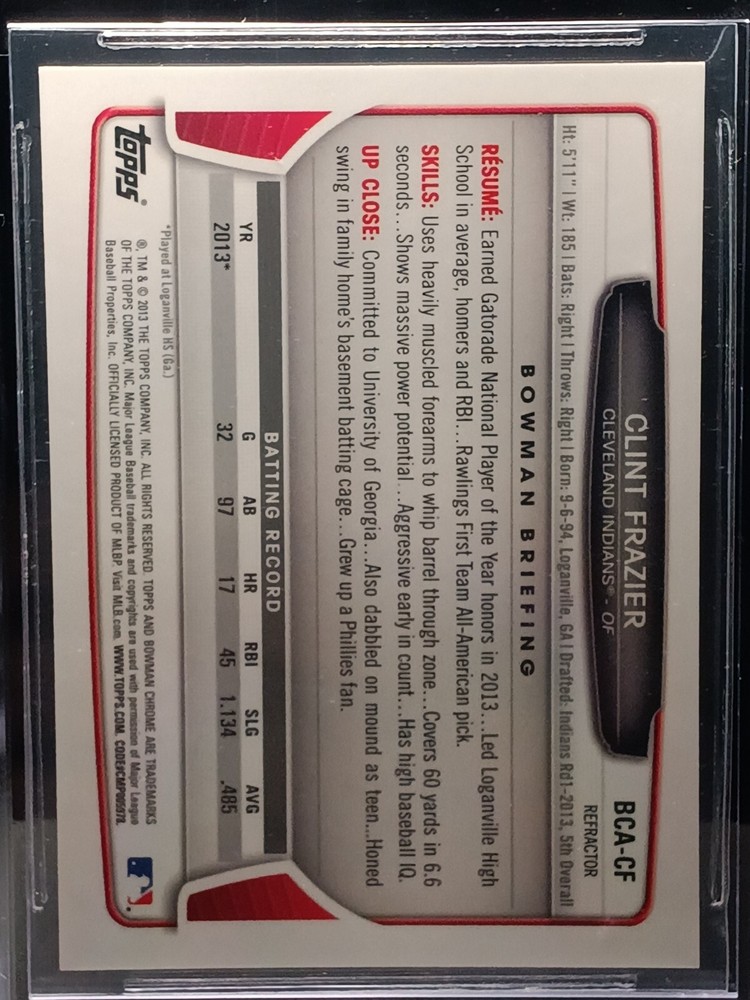 BCA-CF
REFRACTOR
CLINT FRAZIER
CLEVELAND INDIANS® - OF
Ht: 5'11" | Wt: 185 | Bats: Right | Throws: Right | Born: 9-6-94, Loganville, GA | Drafted: Indians Rd1-2013, 5th Overall
BOWMAN BRIEFING
RÉSUMÉ: Earned Gatorade National Player of the Year honors in 2013...Led Loganville High
School in average, homers and RBI...Rawlings First Team All-American pick.
SKILLS: Uses heavily muscled forearms to whip barrel through zone...Covers 60 yards in 6.6
seconds...Shows massive power potential...Aggressive early in count...Has high baseball IQ.
UP CLOSE: Committed to University of Georgia...Also dabbled on mound as teen...Honed
swing in family home's basement batting cage...Grew up a Phillies fan.
BATTING RECORD
YR G AB HR RBI SLG AVG
2013* 32 97 17 45 1.134 .485
*Played at Loganville HS (Ga.)
topps®
®, TM & © 2013 THE TOPPS COMPANY, INC. ALL RIGHTS RESERVED. TOPPS AND BOWMAN CHROME ARE TRADEMARKS
OF THE TOPPS COMPANY, INC. Major League Baseball trademarks and copyrights are used with permission of Major League
Baseball Properties, Inc. OFFICIALLY LICENSED PRODUCT OF MLBP. Visit MLB.com. WWW.TOPPS.COM.